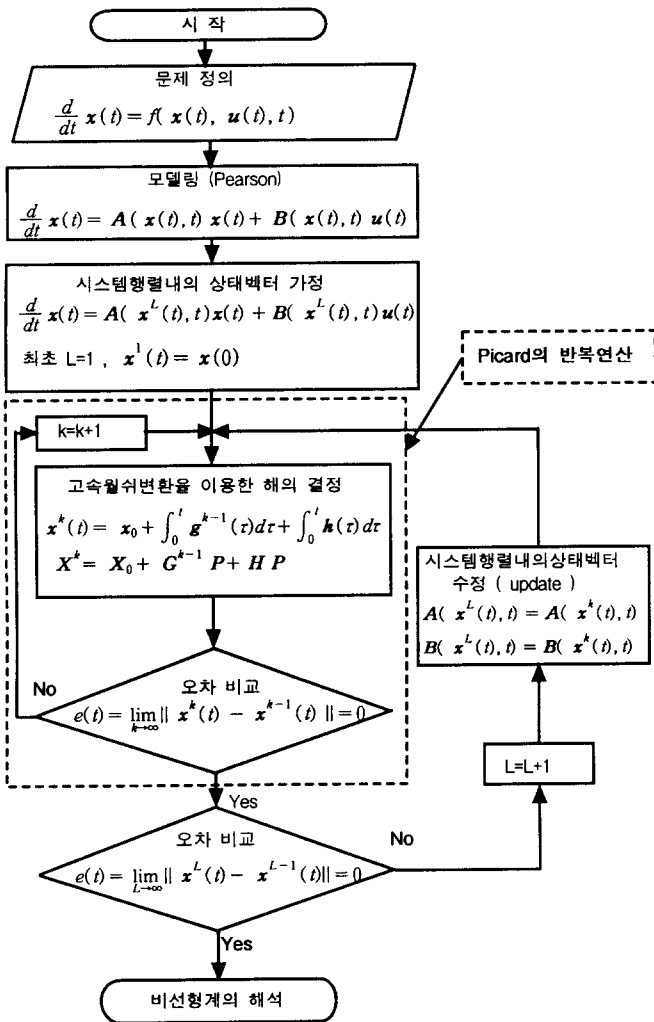 시 작
문제 정의
d/dt x(t) = f( x(t), u(t), t)
모델링 (Pearson)
d/dt x(t) = A( x(t), t) x(t) + B( x(t), t) u(t)
시스템행렬내의 상태벡터 가정
d/dt x(t) = A( x^L(t), t)x(t) + B( x^L(t), t)u(t)
최초 L=1 , x^1(t) = x(0)
Picard의 반복연산
k=k+1
고속월쉬변환을 이용한 해의 결정
x^k(t) = x_0 + ∫_0^t g^{k-1}(τ)dτ + ∫_0^t h(τ)dτ
X^k = X_0 + G^{k-1} P + H P
시스템행렬내의상태벡터
수정 ( update )
A( x^L(t), t) = A( x^k(t), t)
B( x^L(t), t) = B( x^k(t), t)
No
오차 비교
e(t) = lim_{k→∞} || x^k(t) - x^{k-1}(t) || = 0
L=L+1
Yes
오차 비교
No
e(t) = lim_{L→∞} || x^L(t) - x^{L-1}(t)|| = 0
Yes
비선형계의 해석